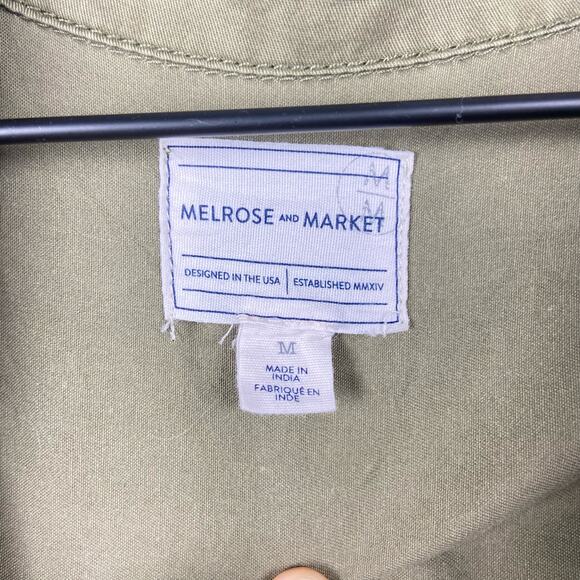 M
M
MELROSE AND MARKET
DESIGNED IN THE USA | ESTABLISHED MMXIV
M
MADE IN
INDIA
FABRIQUÉ EN
INDE